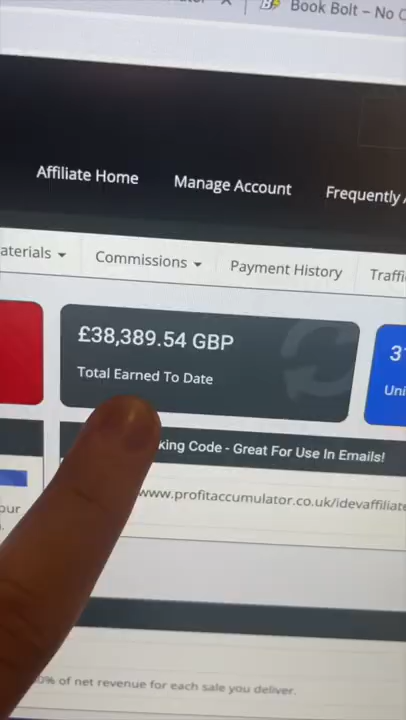 Book Bolt – No
Affiliate Home Manage Account Frequently
aterials Commissions Payment History Traffi
£38,389.54 GBP
Total Earned To Date
3
Uni
king Code - Great For Use In Emails!
www.profitaccumulator.co.uk/idevaffiliate
our
% of net revenue for each sale you deliver.